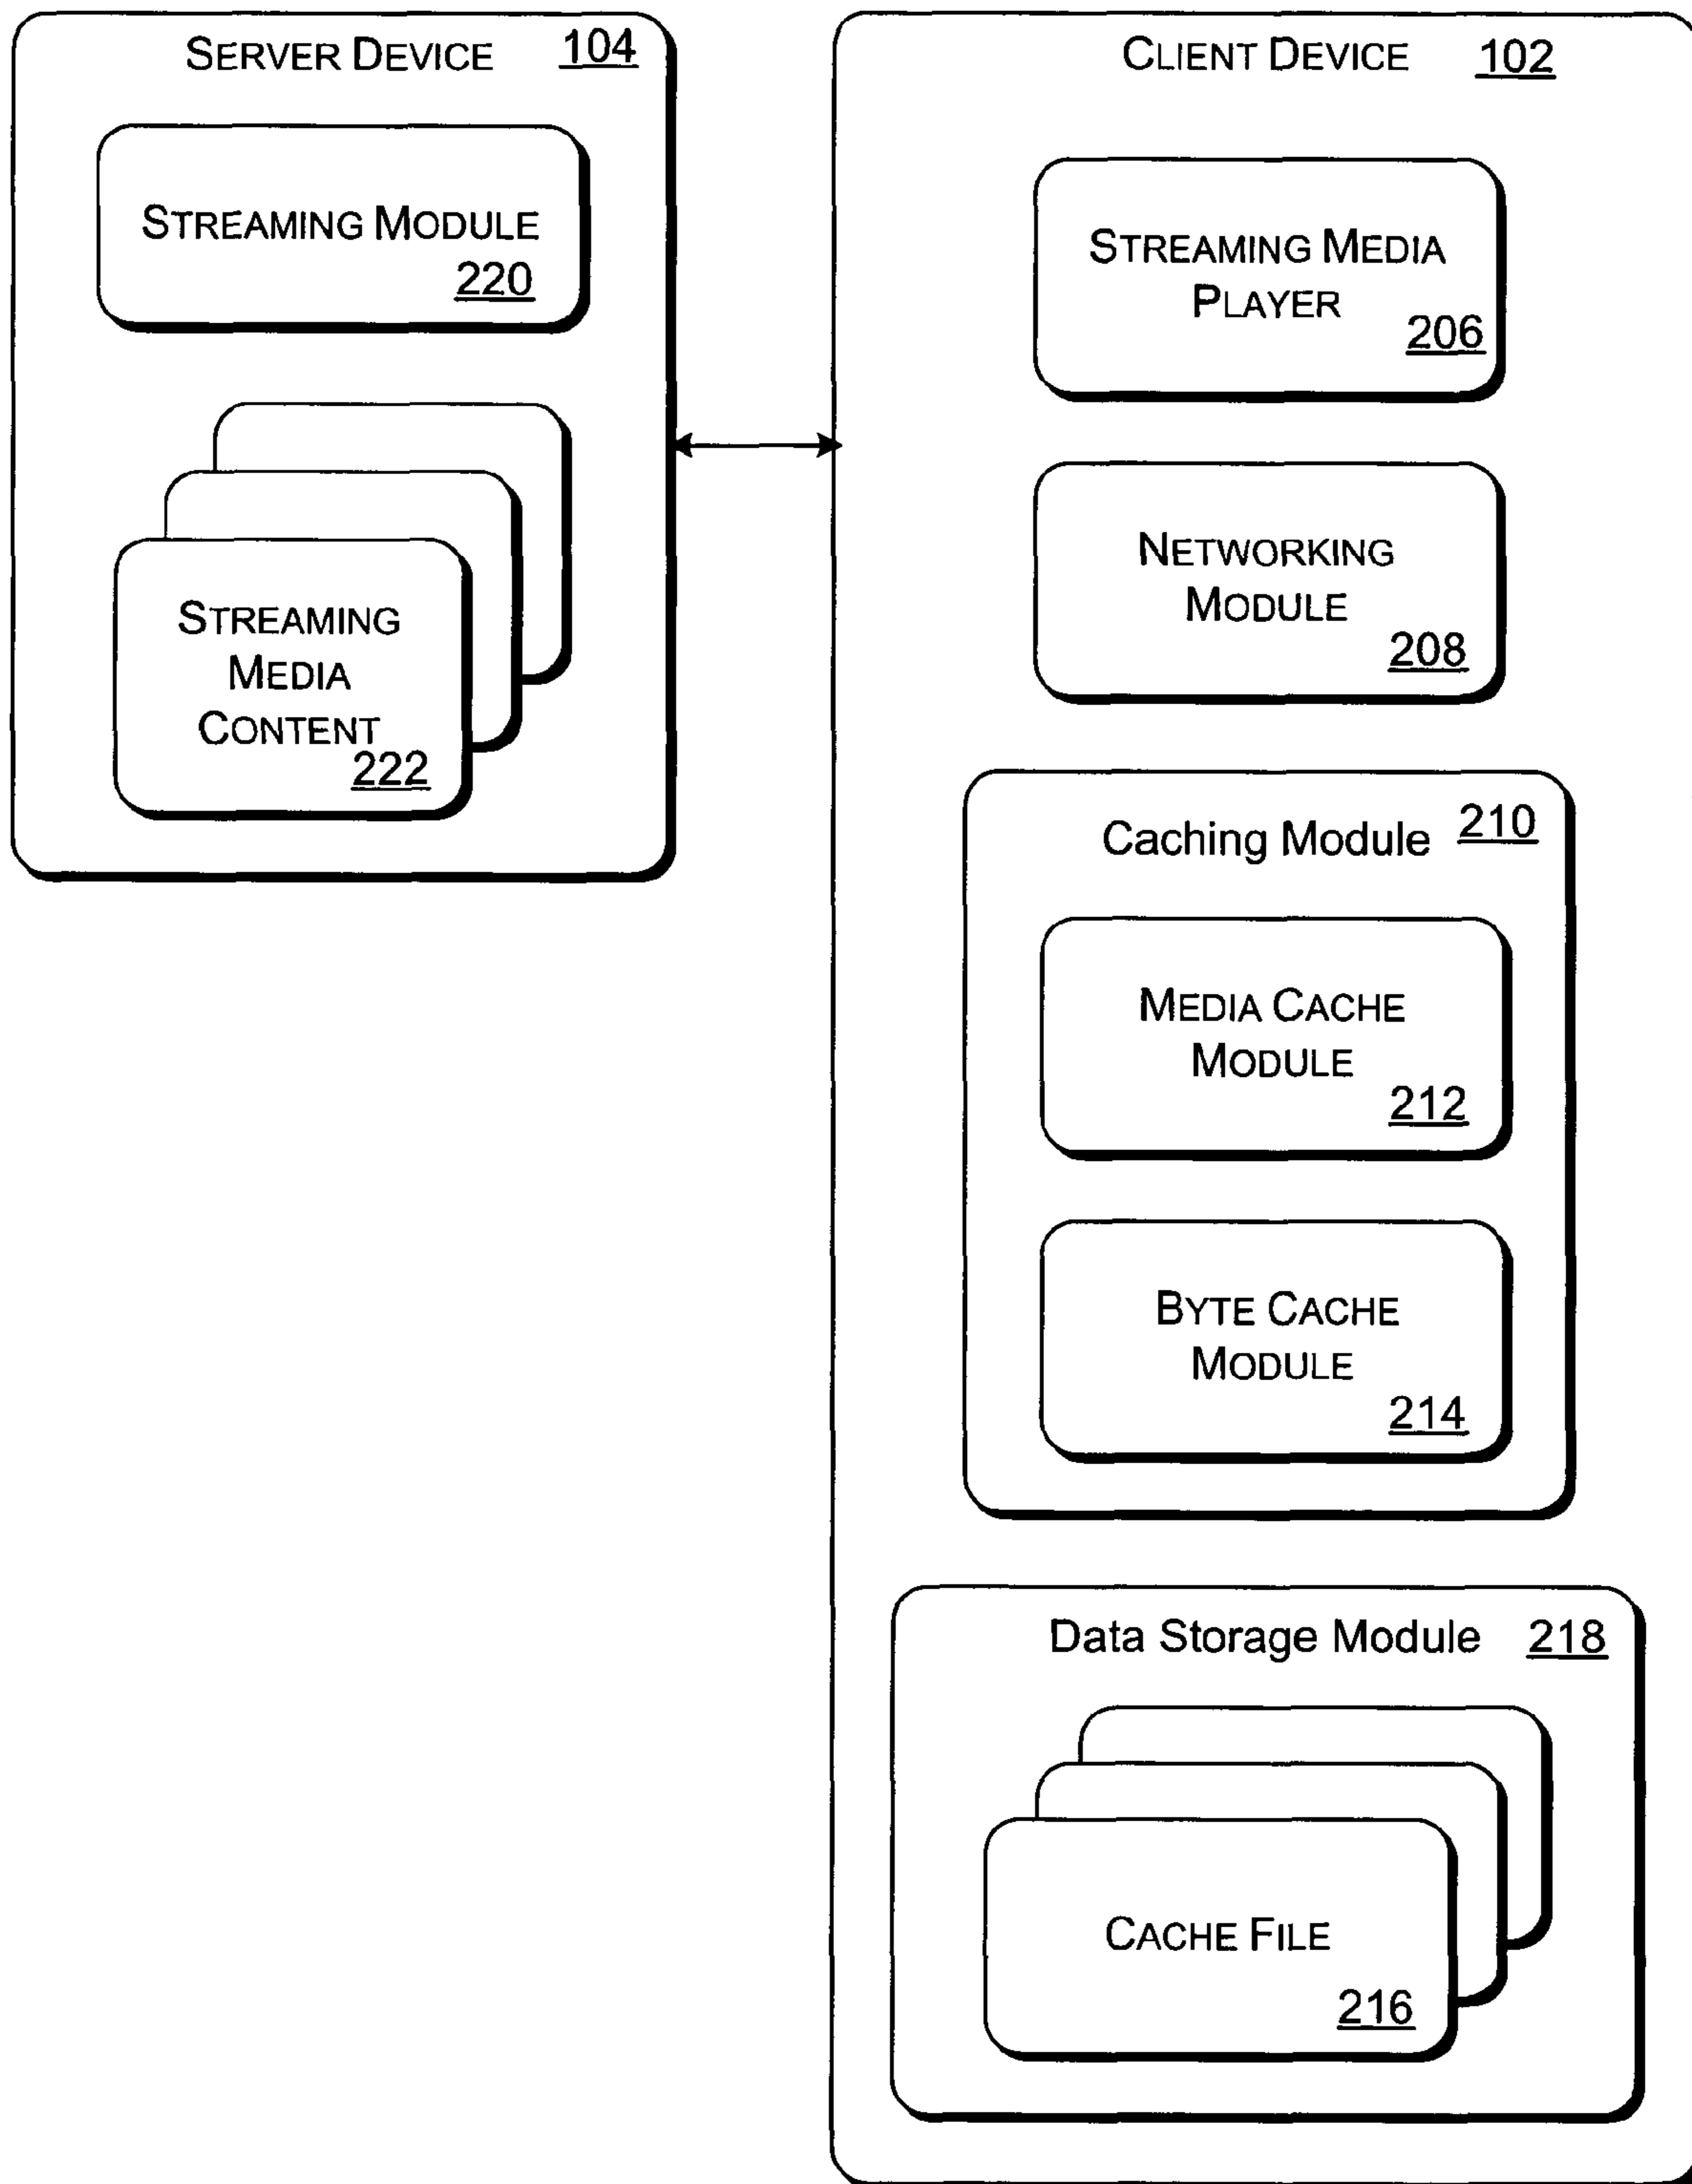 SERVER DEVICE 104
STREAMING MODULE
220
STREAMING
MEDIA
CONTENT
222
CLIENT DEVICE 102
STREAMING MEDIA
PLAYER
206
NETWORKING
MODULE
208
Caching Module 210
MEDIA CACHE
MODULE
212
BYTE CACHE
MODULE
214
Data Storage Module 218
CACHE FILE
216